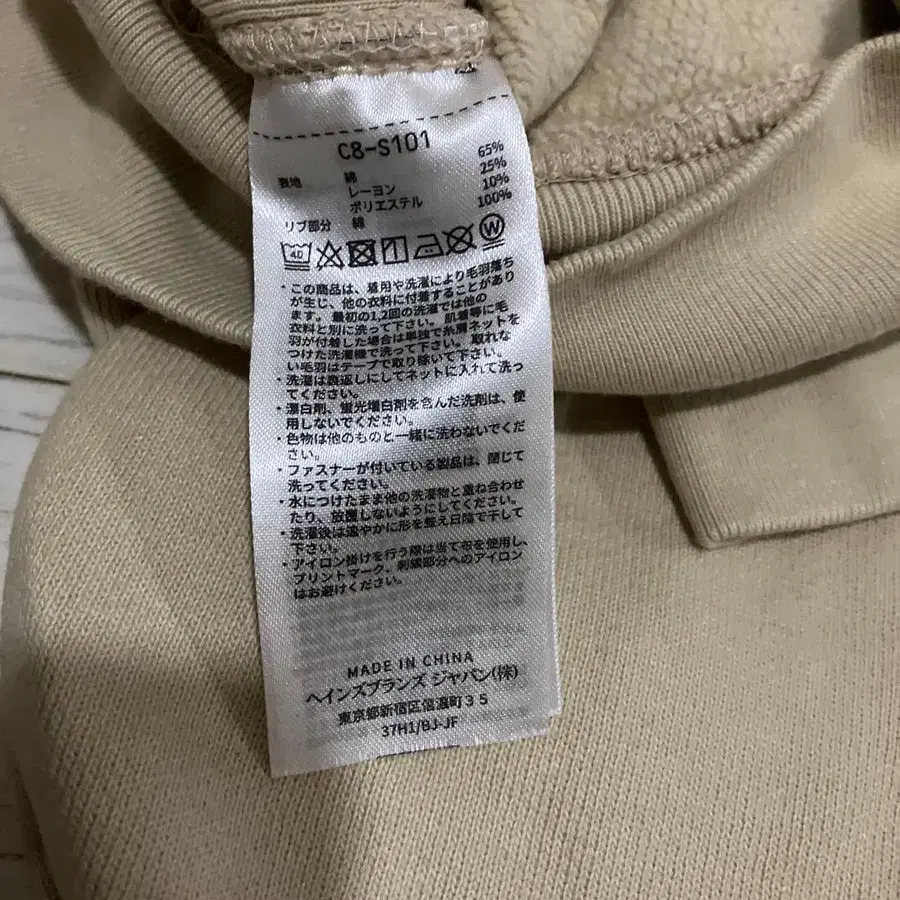 C8-S101
表地 綿 65%
レーヨン 25%
ポリエステル 10%
リブ部分 綿 100%
40 W
・この商品は、着用や洗濯により毛羽落ち
が生じ、他の衣料に付着することがあり
ます。最初の1,2回の洗濯では他の
衣料と別に洗って下さい。肌着等に毛
羽が付着した場合は単独で糸屑ネットを
つけた洗濯機で洗って下さい。取れな
い毛羽はテープで取り除いて下さい。
・洗濯は裏返しにしてネットに入れて洗っ
てください。
・漂白剤、蛍光増白剤を含んだ洗剤は、使
用しないでください。
・色物は他のものと一緒に洗わないでくだ
さい。
・ファスナーが付いている製品は、閉じて
洗ってください。
・水につけたまま他の洗濯物と重ね合わせ
たり、放置しないようにしてください。
・洗濯後は速やかに形を整え日陰で干して
下さい。
・アイロン掛けを行う際は当て布を使用し、
プリントマーク、刺繍部分へのアイロン
はお避けください。
MADE IN CHINA
ヘインズブランズ ジャパン(株)
東京都新宿区信濃町35
37H1/BJ-JF